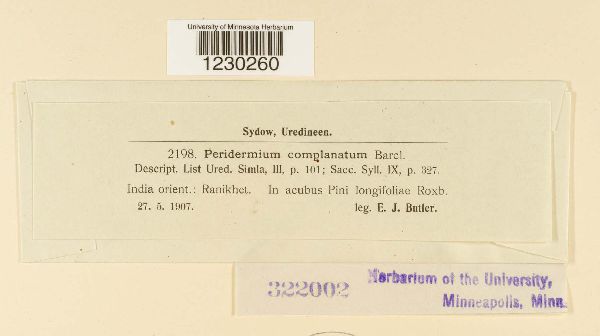 University of Minnesota Herbarium
1230260
Sydow, Uredineen.
2198. Peridermium complanatum Barcl.
Descript. List Ured. Simla, III, p. 101; Sacc. Syll. IX, p. 327.
India orient.: Ranikhet. In acubus Pini longifoliae Roxb.
27. 5. 1907. leg. E. J. Butler.
322002 Herbarium of the University,
Minneapolis, Minn.